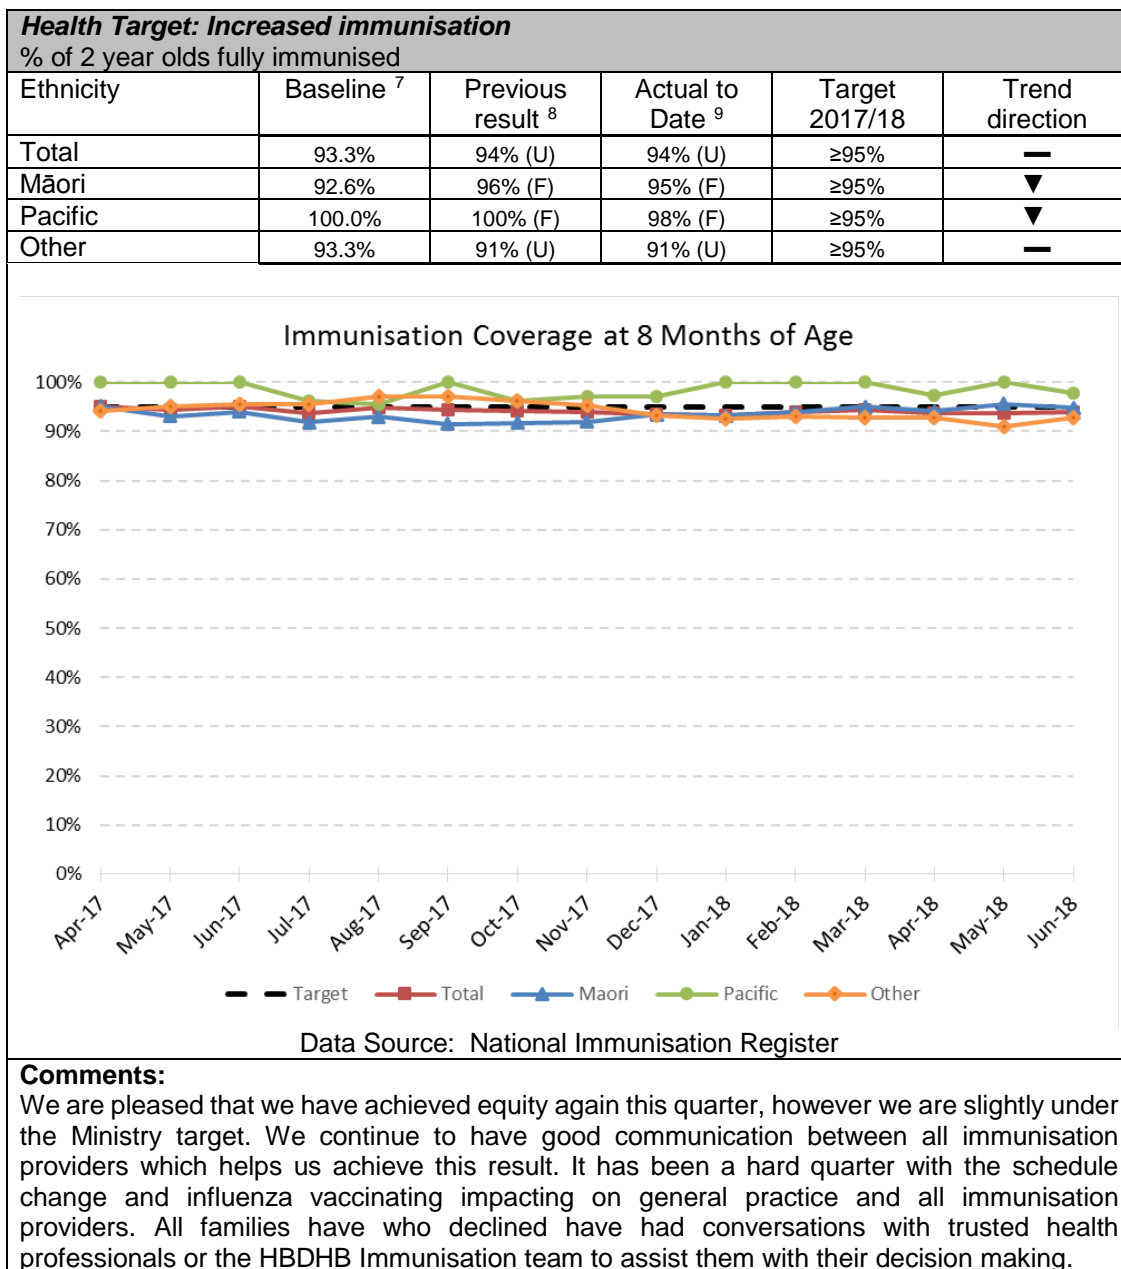 Health Target: Increased immunisation
% of 2 year olds fully immunised
Ethnicity Baseline 7 Previous result 8 Actual to Date 9 Target 2017/18 Trend direction
Total 93.3% 94% (U) 94% (U) ≥95% —
Māori 92.6% 96% (F) 95% (F) ≥95% ▼
Pacific 100.0% 100% (F) 98% (F) ≥95% ▼
Other 93.3% 91% (U) 91% (U) ≥95% —
Immunisation Coverage at 8 Months of Age
100%
90%
80%
70%
60%
50%
40%
30%
20%
10%
0%
Apr-17 May-17 Jun-17 Jul-17 Aug-17 Sep-17 Oct-17 Nov-17 Dec-17 Jan-18 Feb-18 Mar-18 Apr-18 May-18 Jun-18
Target Total Maori Pacific Other
Data Source: National Immunisation Register
Comments:
We are pleased that we have achieved equity again this quarter, however we are slightly under
the Ministry target. We continue to have good communication between all immunisation
providers which helps us achieve this result. It has been a hard quarter with the schedule
change and influenza vaccinating impacting on general practice and all immunisation
providers. All families have who declined have had conversations with trusted health
professionals or the HBDHB Immunisation team to assist them with their decision making.